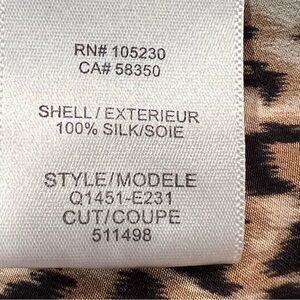 RN# 105230
CA# 58350
SHELL/EXTERIEUR
100% SILK/SOIE
STYLE/MODELE
Q1451-E231
CUT/COUPE
511498